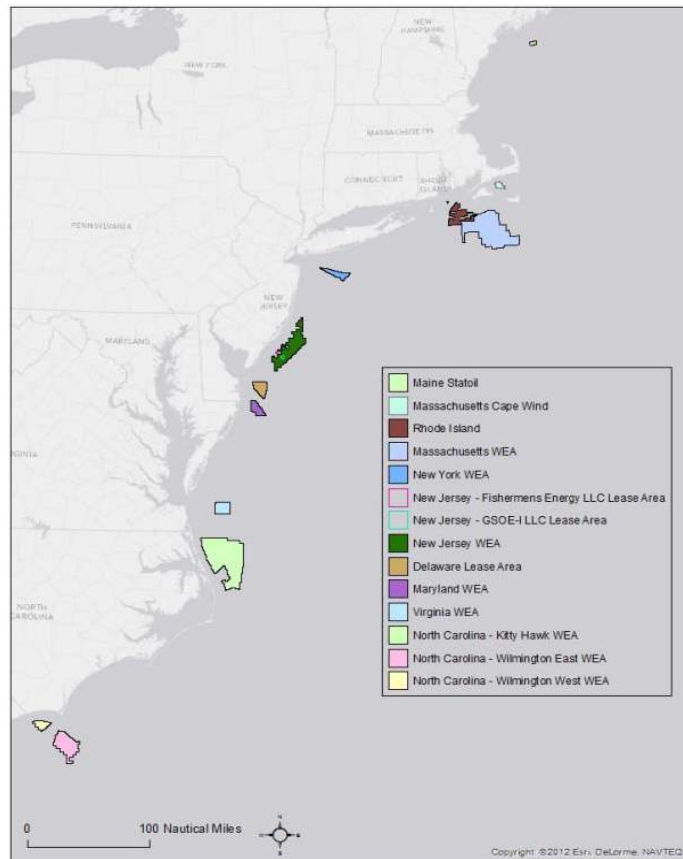 NEW HAMPSHIRE
NEW YORK
MASSACHUSETTS
CONNECTICUT
RHODE ISLAND
PENNSYLVANIA
NEW JERSEY
MARYLAND
NORTH CAROLINA
Maine Statoil
Massachusetts Cape Wind
Rhode Island
Massachusetts WEA
New York WEA
New Jersey - Fishermens Energy LLC Lease Area
New Jersey - GSOE-I LLC Lease Area
New Jersey WEA
Delaware Lease Area
Maryland WEA
Virginia WEA
North Carolina - Kitty Hawk WEA
North Carolina - Wilmington East WEA
North Carolina - Wilmington West WEA
0 100 Nautical Miles
Copyright: ©2012 Esri, DeLorme, NAVTEQ